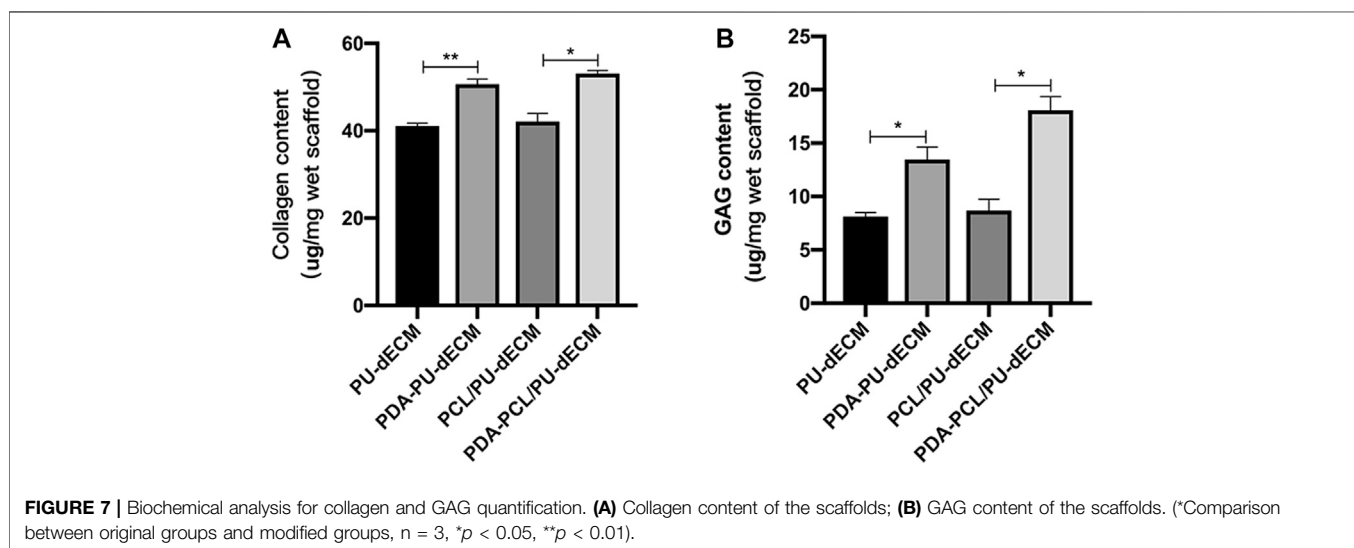 A
Collagen content
(ug/mg wet scaffold)
60
40
20
0
**
*
PU-dECM
PDA-PU-dECM
PCL/PU-dECM
PDA-PCL/PU-dECM
B
GAG content
(ug/mg wet scaffold)
25
20
15
10
5
0
*
*
PU-dECM
PDA-PU-dECM
PCL/PU-dECM
PDA-PCL/PU-dECM
FIGURE 7 | Biochemical analysis for collagen and GAG quantification. (A) Collagen content of the scaffolds; (B) GAG content of the scaffolds. (*Comparison
between original groups and modified groups, n = 3, *p < 0.05, **p < 0.01).